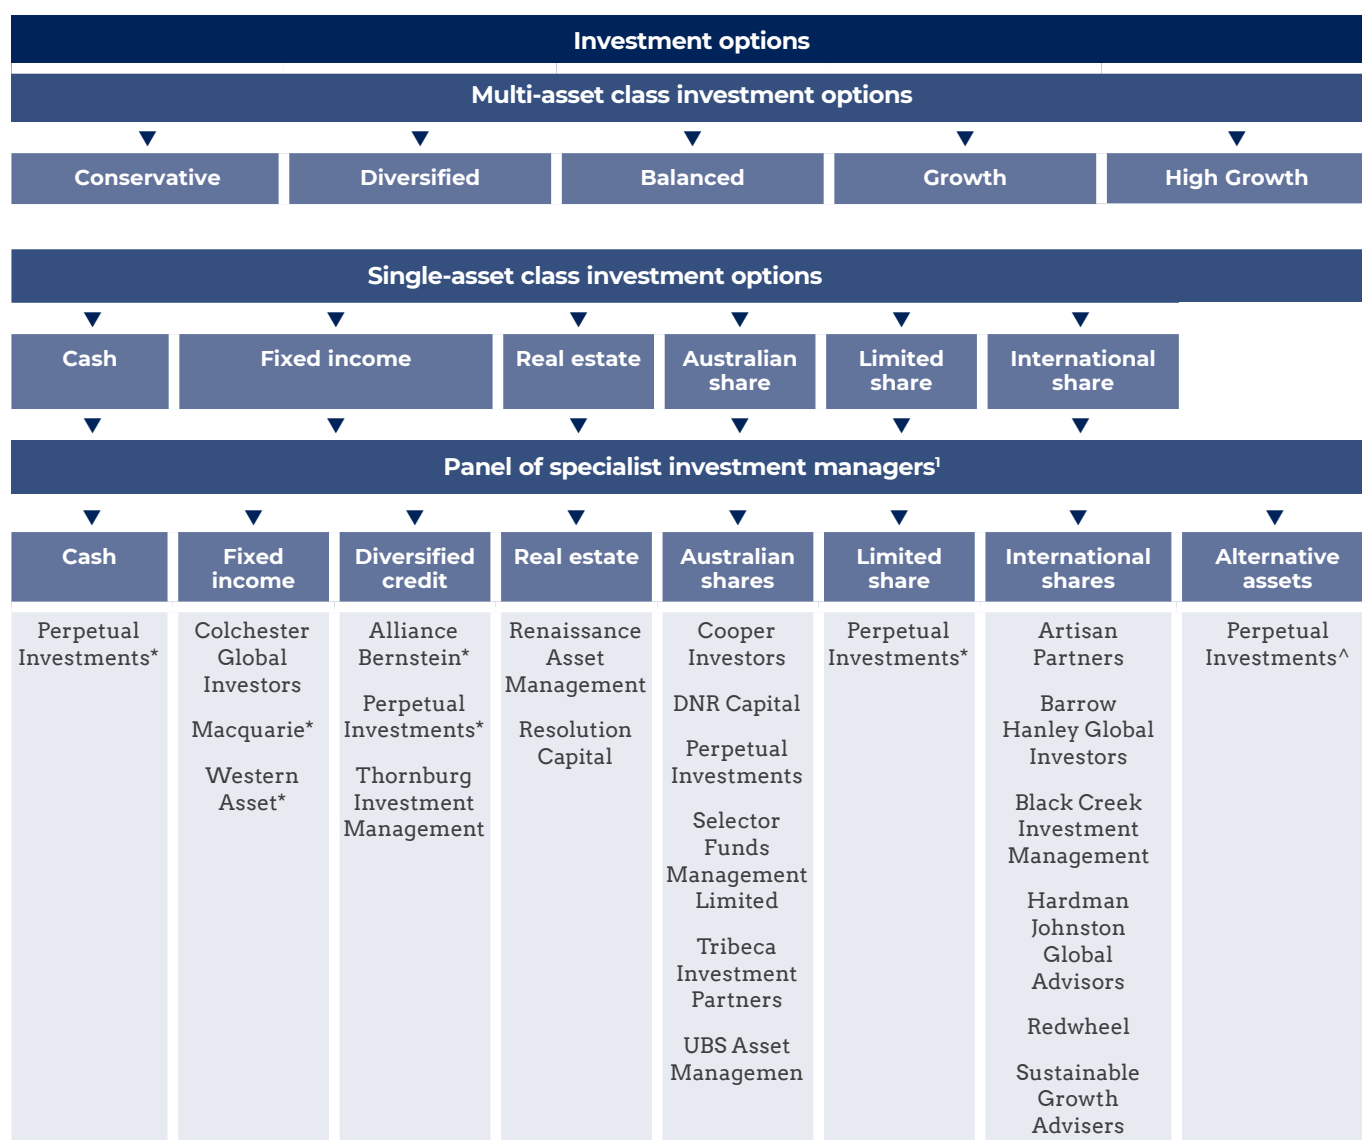 Investment options
Multi-asset class investment options
Conservative
Diversified
Balanced
Growth
High Growth
Single-asset class investment options
Cash
Fixed income
Real estate
Australian
share
Limited
share
International
share
Panel of specialist investment managers¹
Cash
Fixed
income
Diversified
credit
Real estate
Australian
shares
Limited
share
International
shares
Alternative
assets
Perpetual
Investments*
Colchester
Global
Investors
Macquarie*
Western
Asset*
Alliance
Bernstein*
Perpetual
Investments*
Thornburg
Investment
Management
Renaissance
Asset
Management
Resolution
Capital
Cooper
Investors
DNR Capital
Perpetual
Investments
Selector
Funds
Management
Limited
Tribeca
Investment
Partners
UBS Asset
Managemen
Perpetual
Investments*
Artisan
Partners
Barrow
Hanley Global
Investors
Black Creek
Investment
Management
Hardman
Johnston
Global
Advisors
Redwheel
Sustainable
Growth
Advisers
Perpetual
Investments^